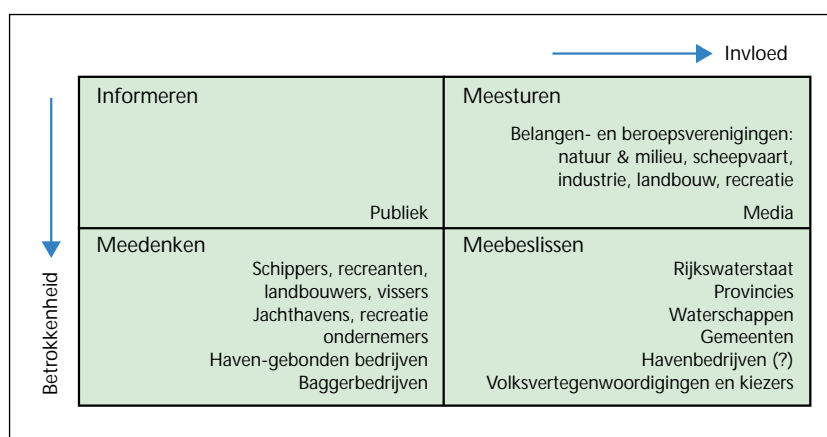 Invloed
Betrokkenheid
Informeren
Publiek
Meesturen
Belangen- en beroepsverenigingen:
natuur & milieu, scheepvaart,
industrie, landbouw, recreatie
Media
Meedenken
Schippers, recreanten,
landbouwers, vissers
Jachthavens, recreatie
ondernemers
Haven-gebonden bedrijven
Baggerbedrijven
Meebeslissen
Rijkswaterstaat
Provincies
Waterschappen
Gemeenten
Havenbedrijven (?)
Volksvertegenwoordigingen en kiezers